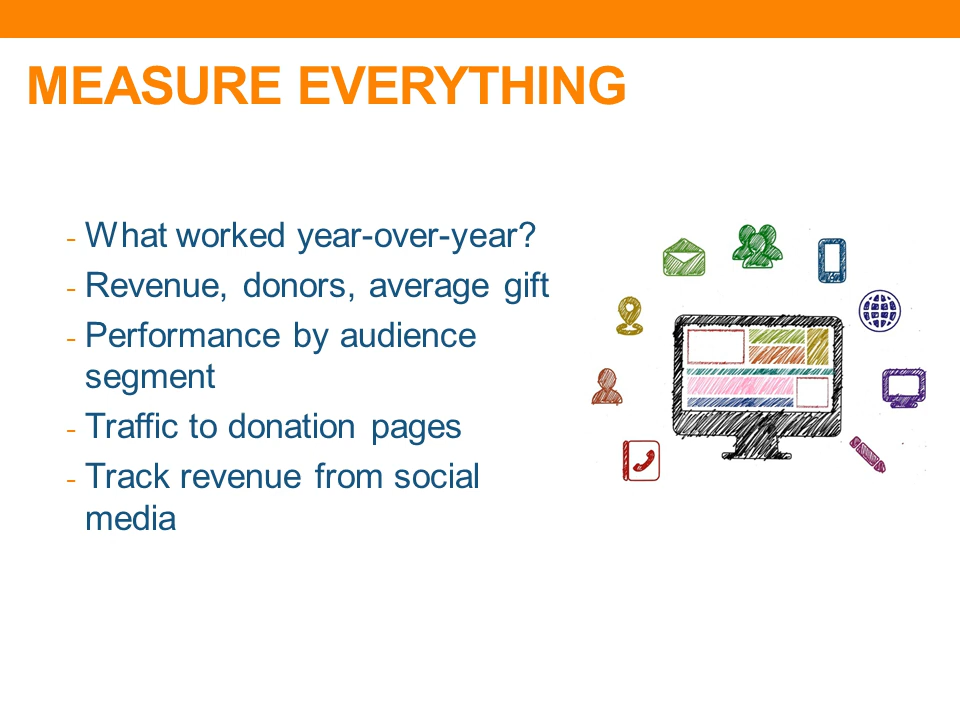 MEASURE EVERYTHING
- What worked year-over-year?
- Revenue, donors, average gift
- Performance by audience
segment
- Traffic to donation pages
- Track revenue from social
media